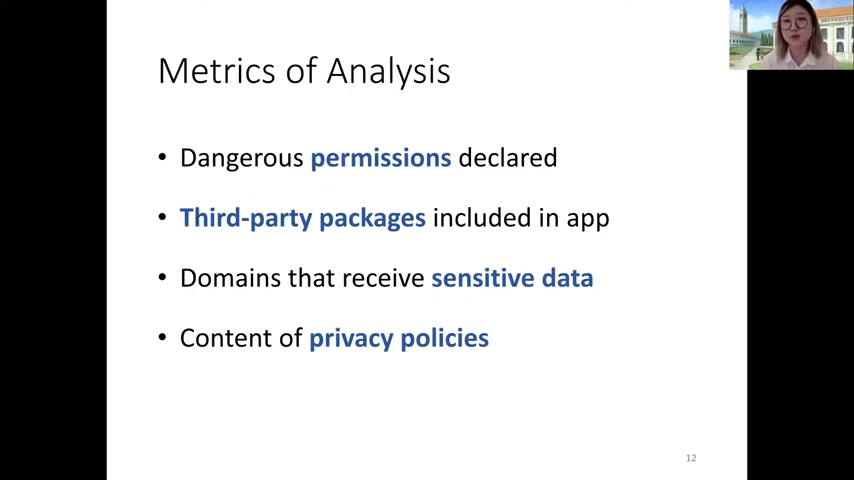 Metrics of Analysis
• Dangerous permissions declared
• Third-party packages included in app
• Domains that receive sensitive data
• Content of privacy policies
12